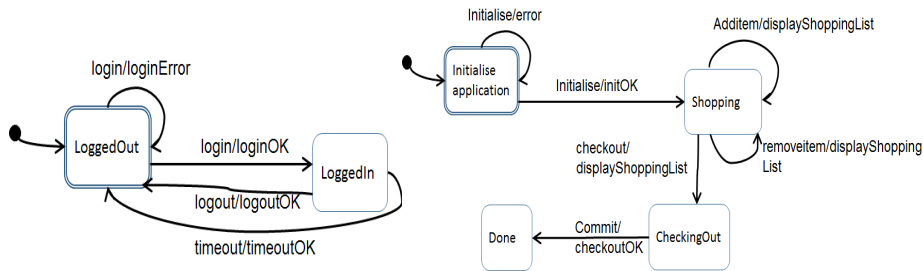 login/loginError
LoggedOut
login/loginOK
LoggedIn
logout/logoutOK
timeout/timeoutOK
Initialise/error
Initialise
application
Initialise/initOK
Additem/displayShoppingList
Shopping
removeitem/displayShopping
List
checkout/
displayShoppingList
CheckingOut
Commit/
checkoutOK
Done